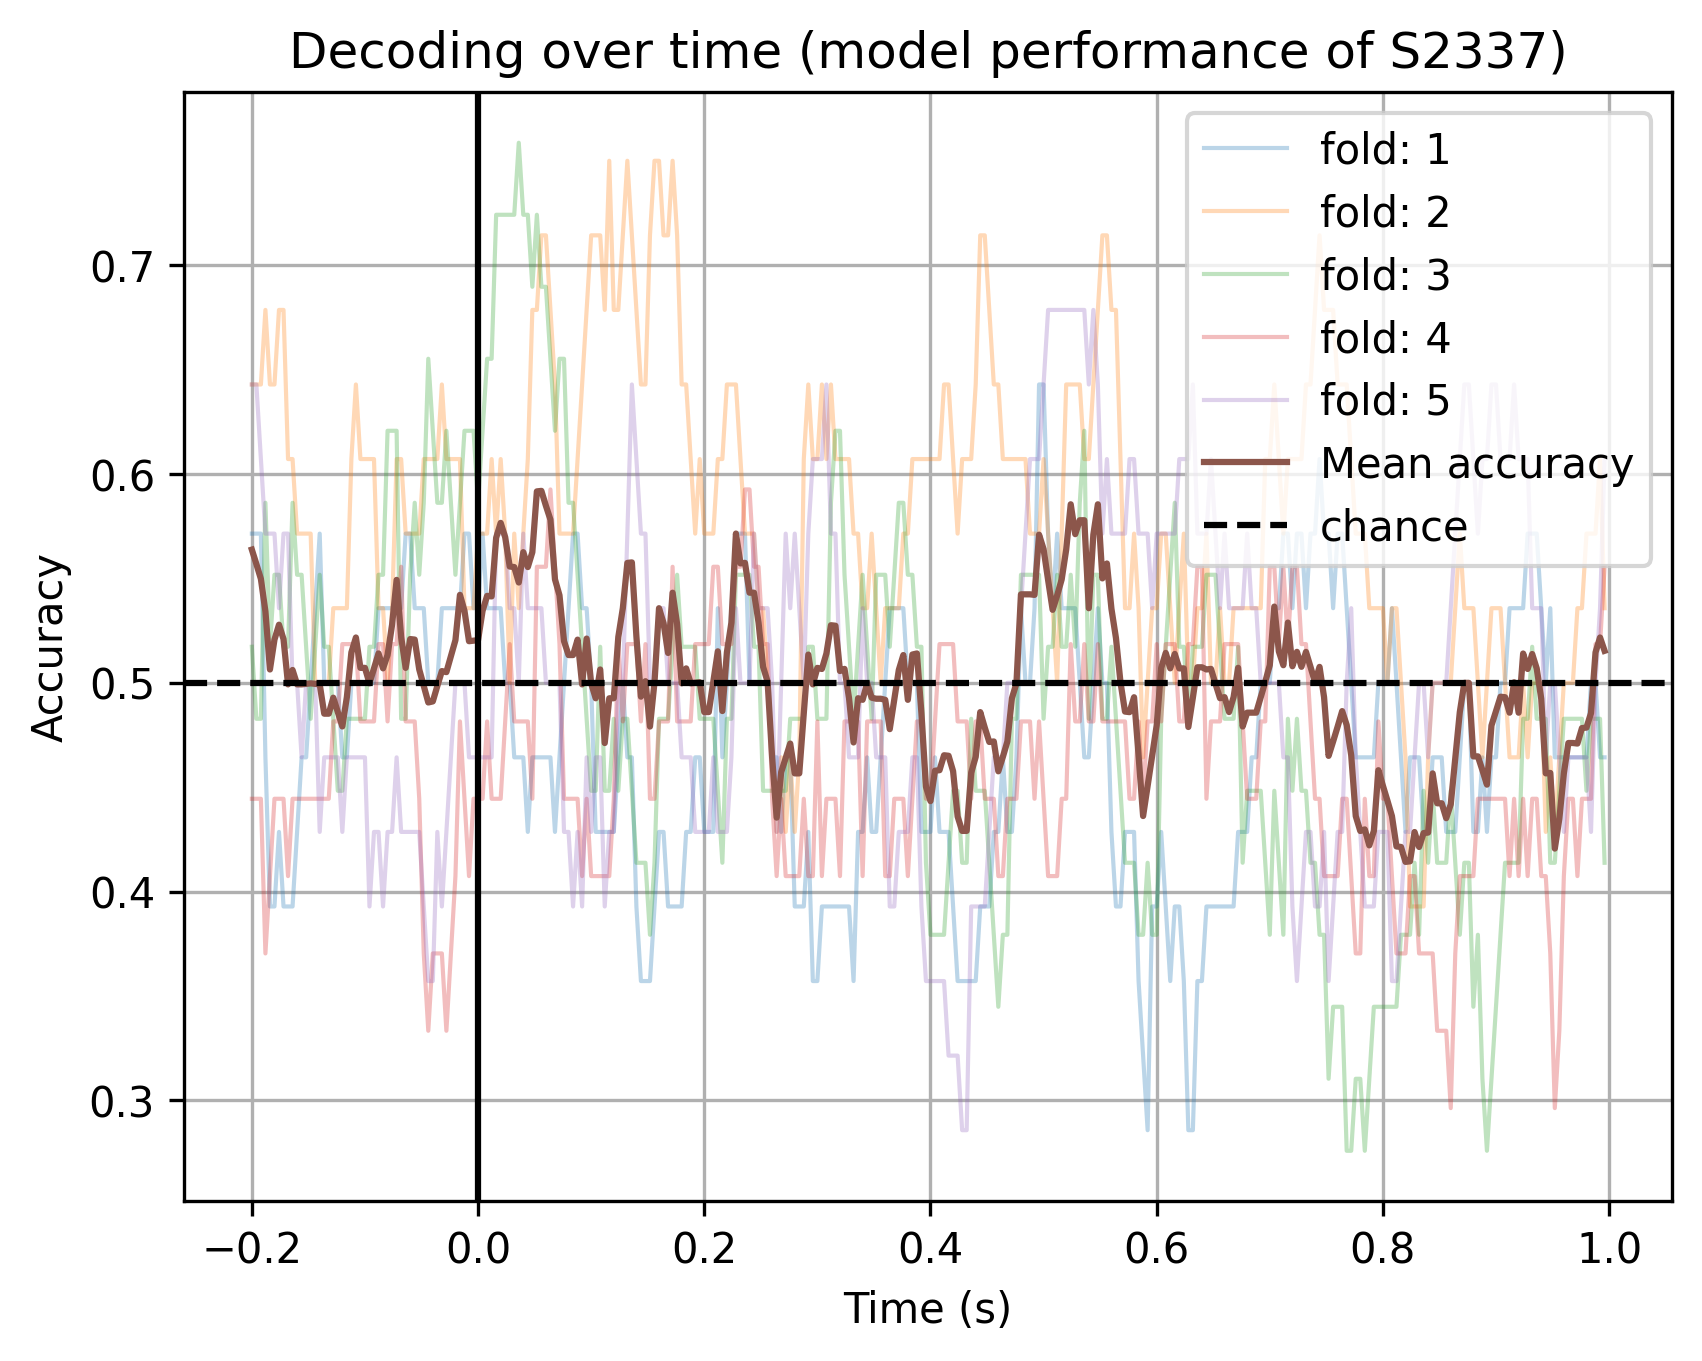 Decoding over time (model performance of S2337)
fold: 1
fold: 2
fold: 3
fold: 4
fold: 5
Mean accuracy
chance
Accuracy
0.7
0.6
0.5
0.4
0.3
−0.2 0.0 0.2 0.4 0.6 0.8 1.0
Time (s)